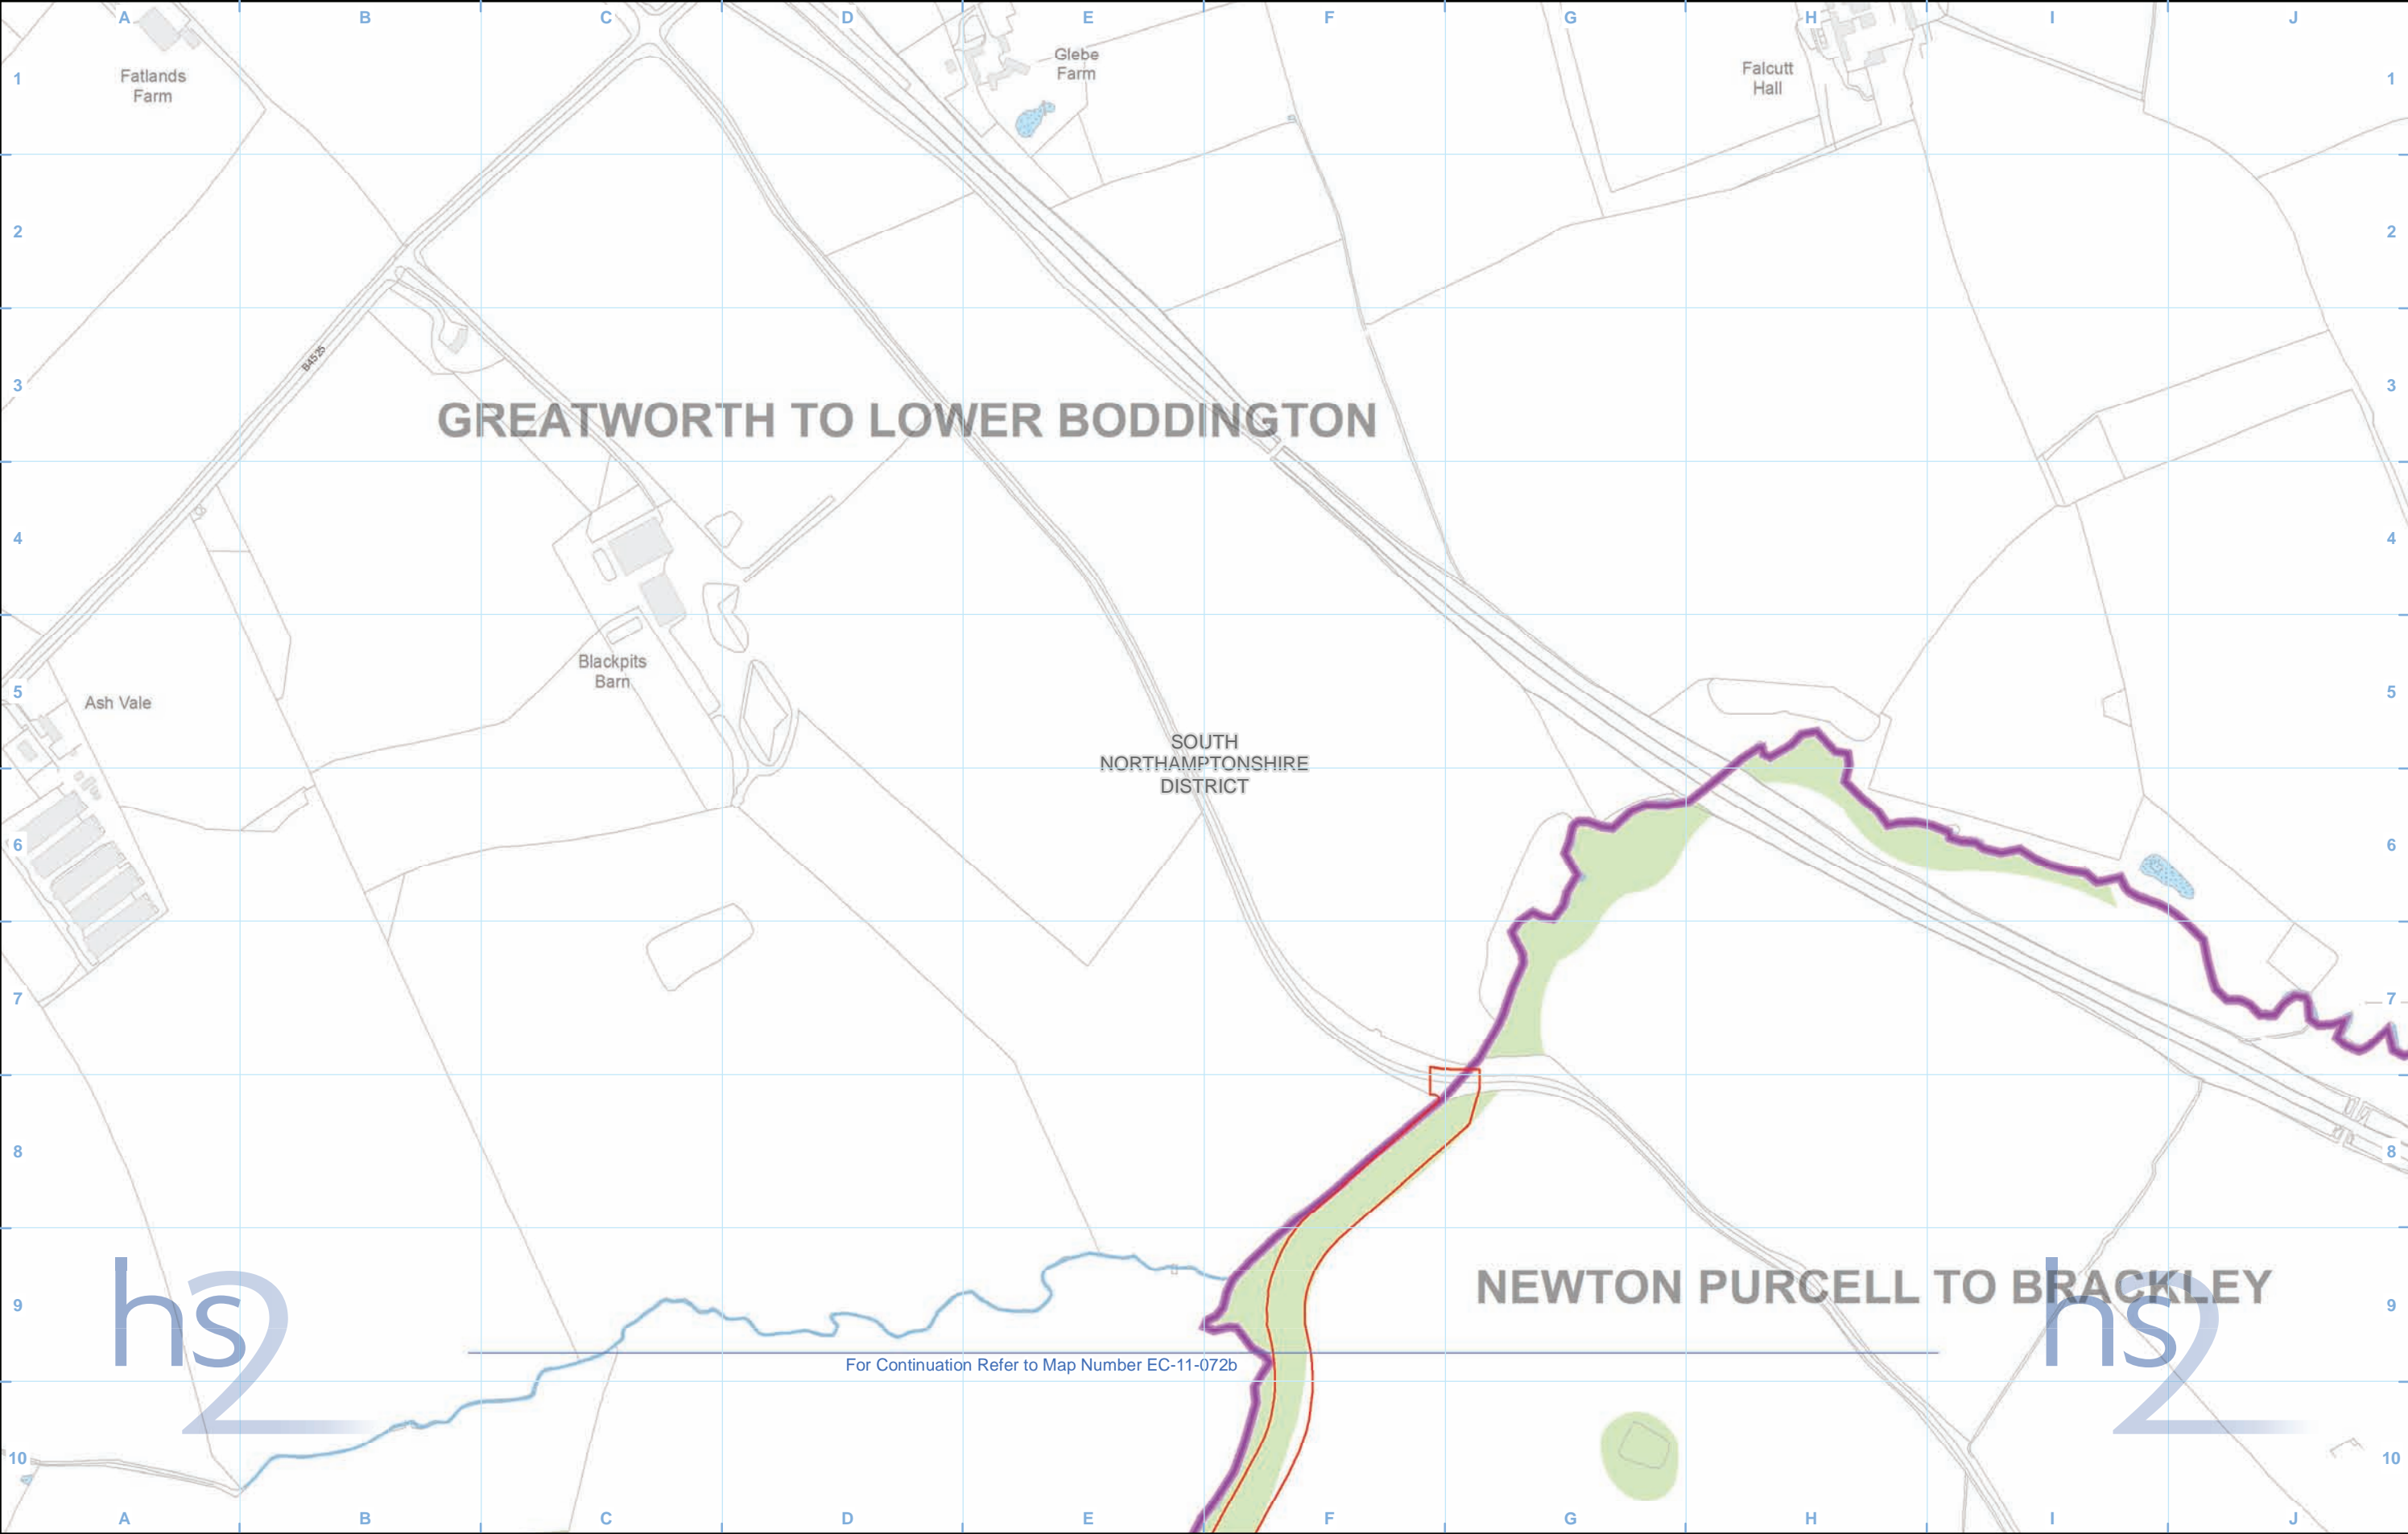 A B C D E F G H I J
1 1
Fatlands
Farm
Glebe
Farm
Falcutt
Hall
2 2
B4525
3 3
GREATWORTH TO LOWER BODDINGTON
4 4
Blackpits
Barn
5 5
Ash Vale
SOUTH
NORTHAMPTONSHIRE
DISTRICT
6 6
7 7
8 8
NEWTON PURCELL TO BRACKLEY
9 9
hs2 hs2
For Continuation Refer to Map Number EC-11-072b
10 10
A B C D E F G H I J